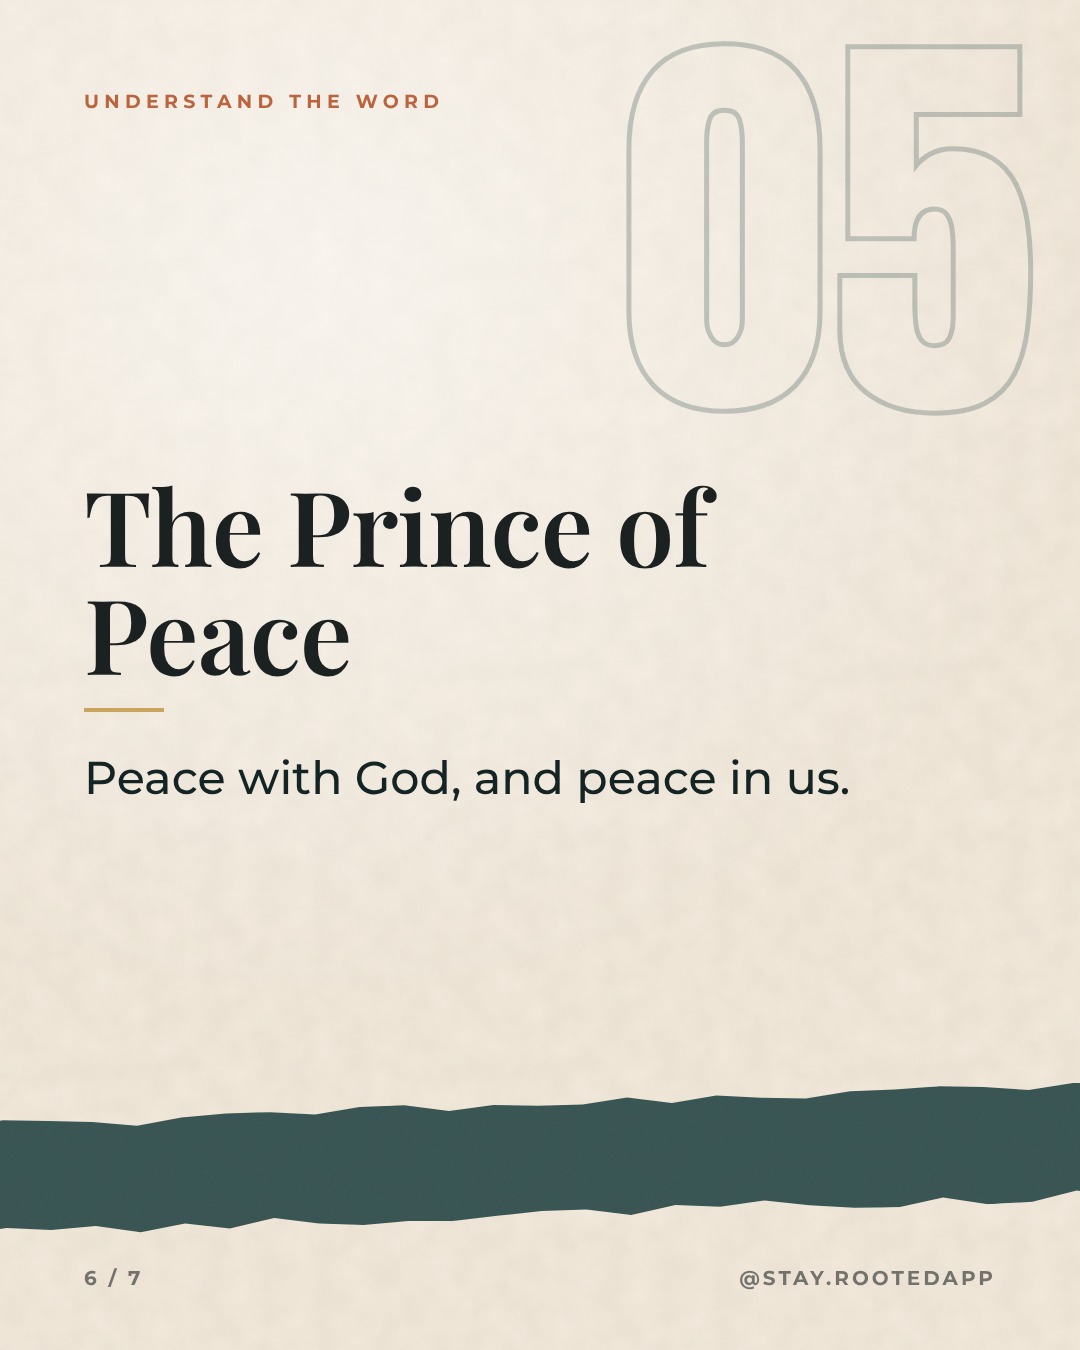 UNDERSTAND THE WORD
05
The Prince of
Peace
Peace with God, and peace in us.
6 / 7
@STAY.ROOTEDAPP